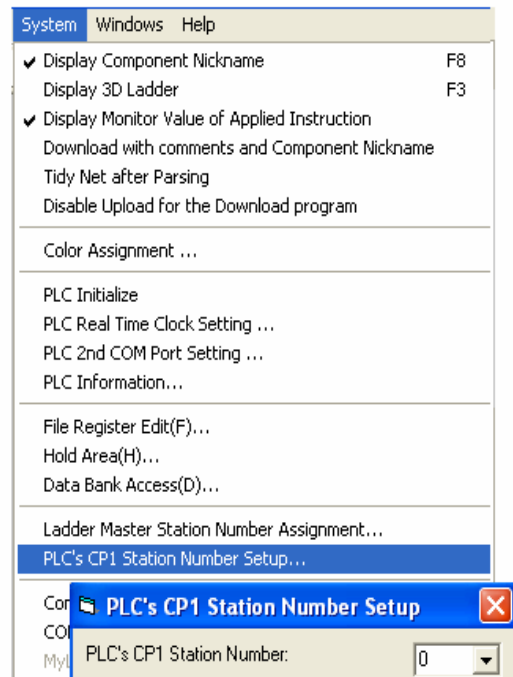 System Windows Help
Display Component Nickname F8
Display 3D Ladder F3
Display Monitor Value of Applied Instruction
Download with comments and Component Nickname
Tidy Net after Parsing
Disable Upload for the Download program
Color Assignment ...
PLC Initialize
PLC Real Time Clock Setting ...
PLC 2nd COM Port Setting ...
PLC Information...
File Register Edit(F)...
Hold Area(H)...
Data Bank Access(D)...
Ladder Master Station Number Assignment...
PLC's CP1 Station Number Setup...
PLC's CP1 Station Number Setup
PLC's CP1 Station Number: 0